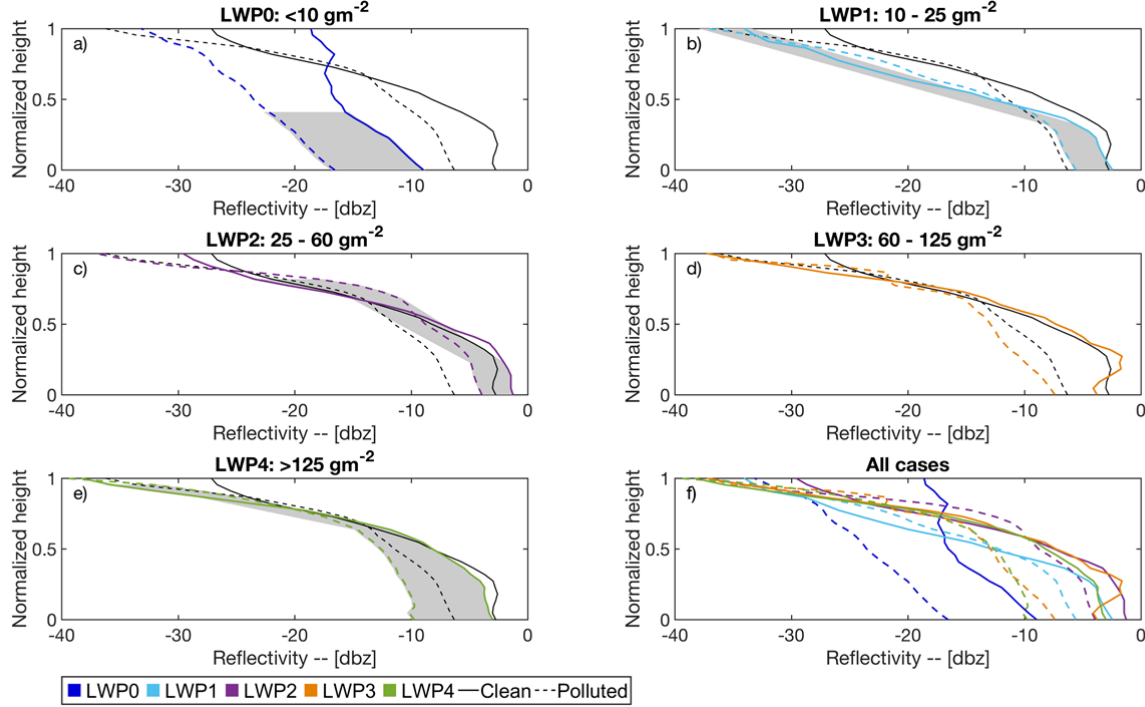 LWP0: <10 gm-2
a)
Normalized height
1
0.5
0
-40 -30 -20 -10 0
Reflectivity -- [dbz]
LWP1: 10 - 25 gm-2
b)
Normalized height
1
0.5
0
-40 -30 -20 -10 0
Reflectivity -- [dbz]
LWP2: 25 - 60 gm-2
c)
Normalized height
1
0.5
0
-40 -30 -20 -10 0
Reflectivity -- [dbz]
LWP3: 60 - 125 gm-2
d)
Normalized height
1
0.5
0
-40 -30 -20 -10 0
Reflectivity -- [dbz]
LWP4: >125 gm-2
e)
Normalized height
1
0.5
0
-40 -30 -20 -10 0
Reflectivity -- [dbz]
All cases
f)
Normalized height
1
0.5
0
-40 -30 -20 -10 0
Reflectivity -- [dbz]
LWP0 LWP1 LWP2 LWP3 LWP4 Clean Polluted